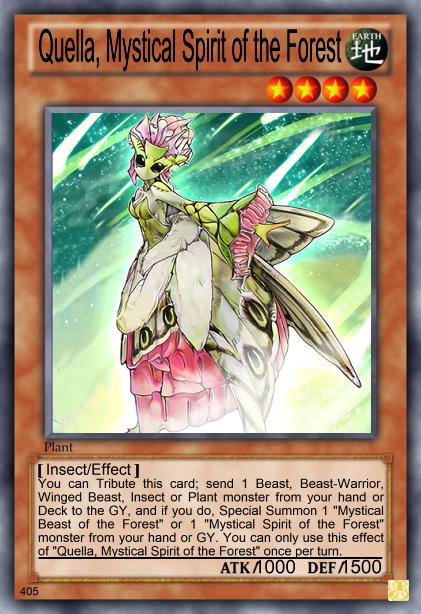 Quella, Mystical Spirit of the Forest
EARTH
地
Plant
[ Insect/Effect ]
You can Tribute this card; send 1 Beast, Beast-Warrior,
Winged Beast, Insect or Plant monster from your hand or
Deck to the GY, and if you do, Special Summon 1 "Mystical
Beast of the Forest" or 1 "Mystical Spirit of the Forest"
monster from your hand or GY. You can only use this effect
of "Quella, Mystical Spirit of the Forest" once per turn.
ATK/1000 DEF/1500
405